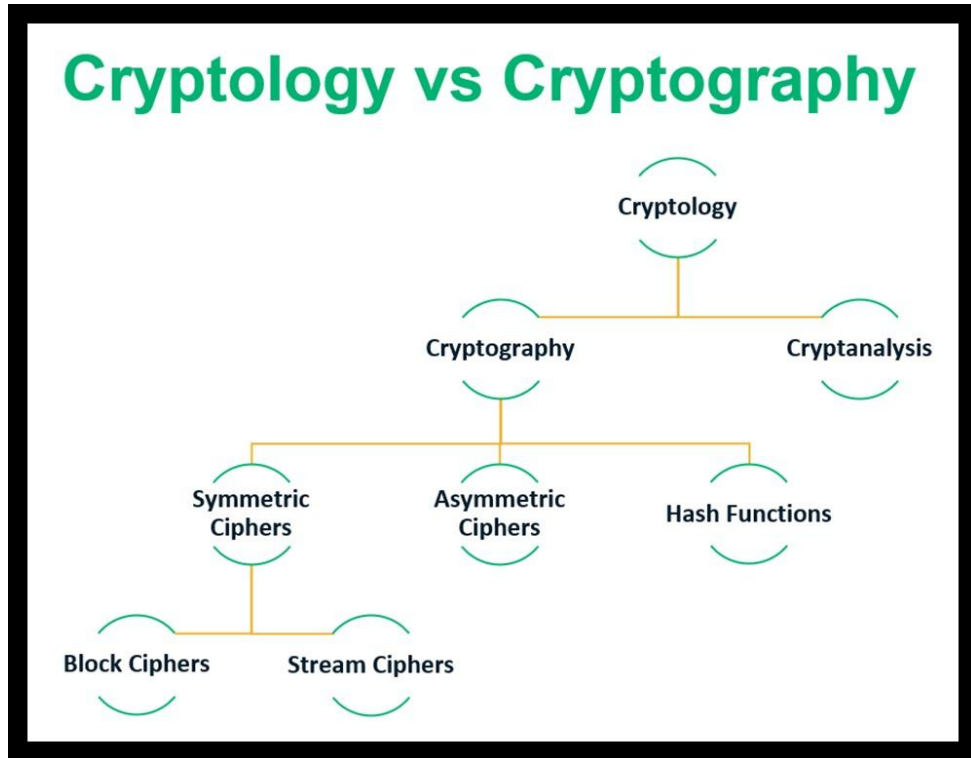 Cryptology vs Cryptography
Cryptology
Cryptography
Cryptanalysis
Symmetric
Ciphers
Asymmetric
Ciphers
Hash Functions
Block Ciphers
Stream Ciphers